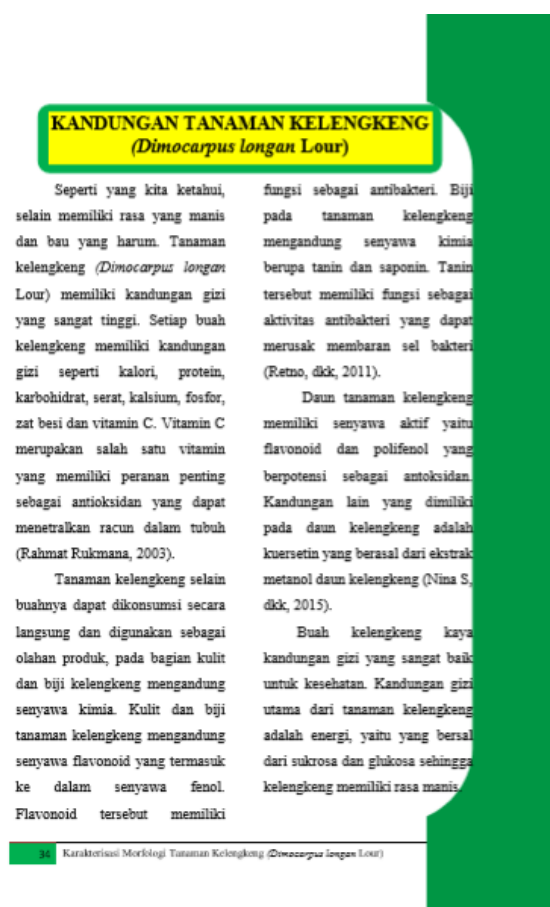 KANDUNGAN TANAMAN KELENGKENG
(Dimocarpus longan Lour)
Seperti yang kita ketahui,
selain memiliki rasa yang manis
dan bau yang harum. Tanaman
kelengkeng (Dimocarpus longan
Lour) memiliki kandungan gizi
yang sangat tinggi. Setiap buah
kelengkeng memiliki kandungan
gizi seperti kalori, protein,
karbohidrat, serat, kalsium, fosfor,
zat besi dan vitamin C. Vitamin C
merupakan salah satu vitamin
yang memiliki peranan penting
sebagai antioksidan yang dapat
menetralkan racun dalam tubuh
(Rahmat Rukmana, 2003).
Tanaman kelengkeng selain
buahnya dapat dikonsumsi secara
langsung dan digunakan sebagai
olahan produk, pada bagian kulit
dan biji kelengkeng mengandung
senyawa kimia. Kulit dan biji
tanaman kelengkeng mengandung
senyawa flavonoid yang termasuk
ke dalam senyawa fenol.
Flavonoid tersebut memiliki
fungsi sebagai antibakteri. Biji
pada tanaman kelengkeng
mengandung senyawa kimia
berupa tanin dan saponin. Tanin
tersebut memiliki fungsi sebagai
aktivitas antibakteri yang dapat
merusak membaran sel bakteri
(Retno, dkk, 2011).
Daun tanaman kelengkeng
memiliki senyawa aktif yaitu
flavonoid dan polifenol yang
berpotensi sebagai antoksidan.
Kandungan lain yang dimiliki
pada daun kelengkeng adalah
kuersetin yang berasal dari ekstrak
metanol daun kelengkeng (Nina S,
dkk, 2015).
Buah kelengkeng kaya
kandungan gizi yang sangat baik
untuk kesehatan. Kandungan gizi
utama dari tanaman kelengkeng
adalah energi, yaitu yang bersal
dari sukrosa dan glukosa sehingga
kelengkeng memiliki rasa manis.
34 Karakterisasi Morfologi Tanaman Kelengkeng (Dimocarpus longan Lour)